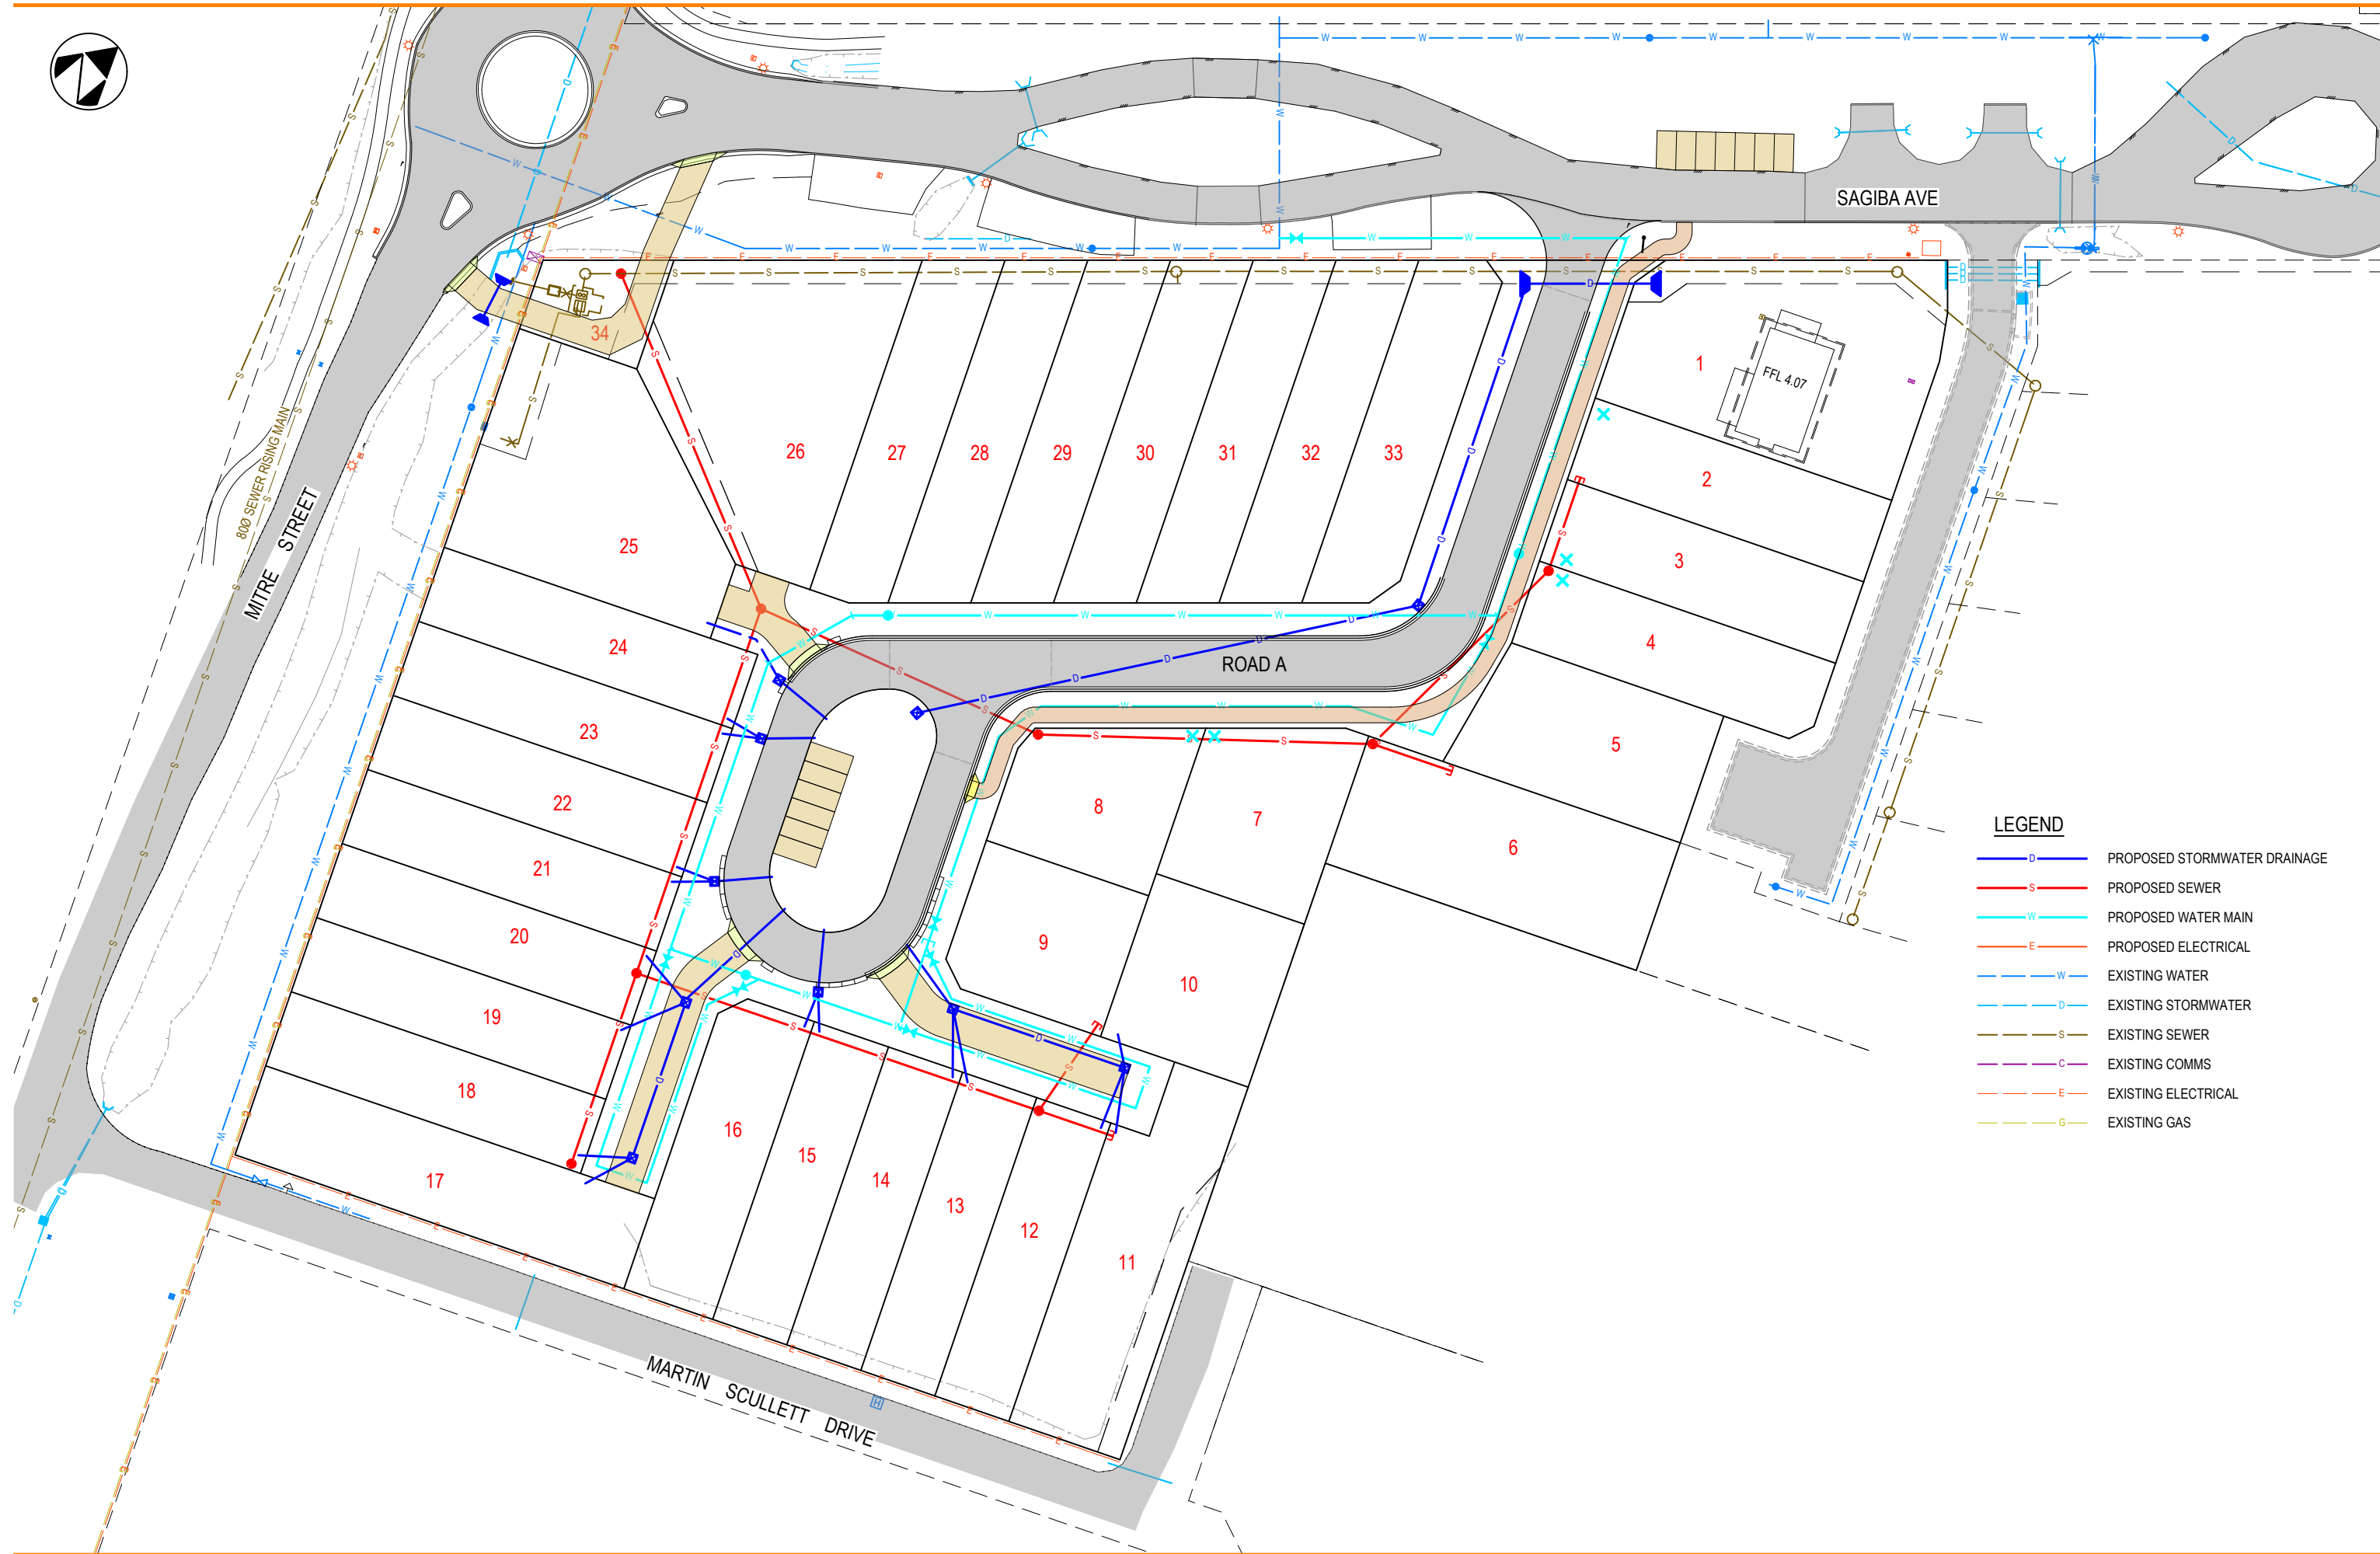 SAGIBA AVE
34
1
FFL 4.07
26
27
28
29
30
31
32
33
2
800 SEWER RISING MAIN
MITRE STREET
25
3
24
4
ROAD A
23
5
22
8
7
6
21
20
9
10
19
18
16
15
14
13
12
11
17
MARTIN SCULLETT DRIVE
LEGEND
D PROPOSED STORMWATER DRAINAGE
S PROPOSED SEWER
W PROPOSED WATER MAIN
E PROPOSED ELECTRICAL
W EXISTING WATER
D EXISTING STORMWATER
S EXISTING SEWER
C EXISTING COMMS
E EXISTING ELECTRICAL
G EXISTING GAS